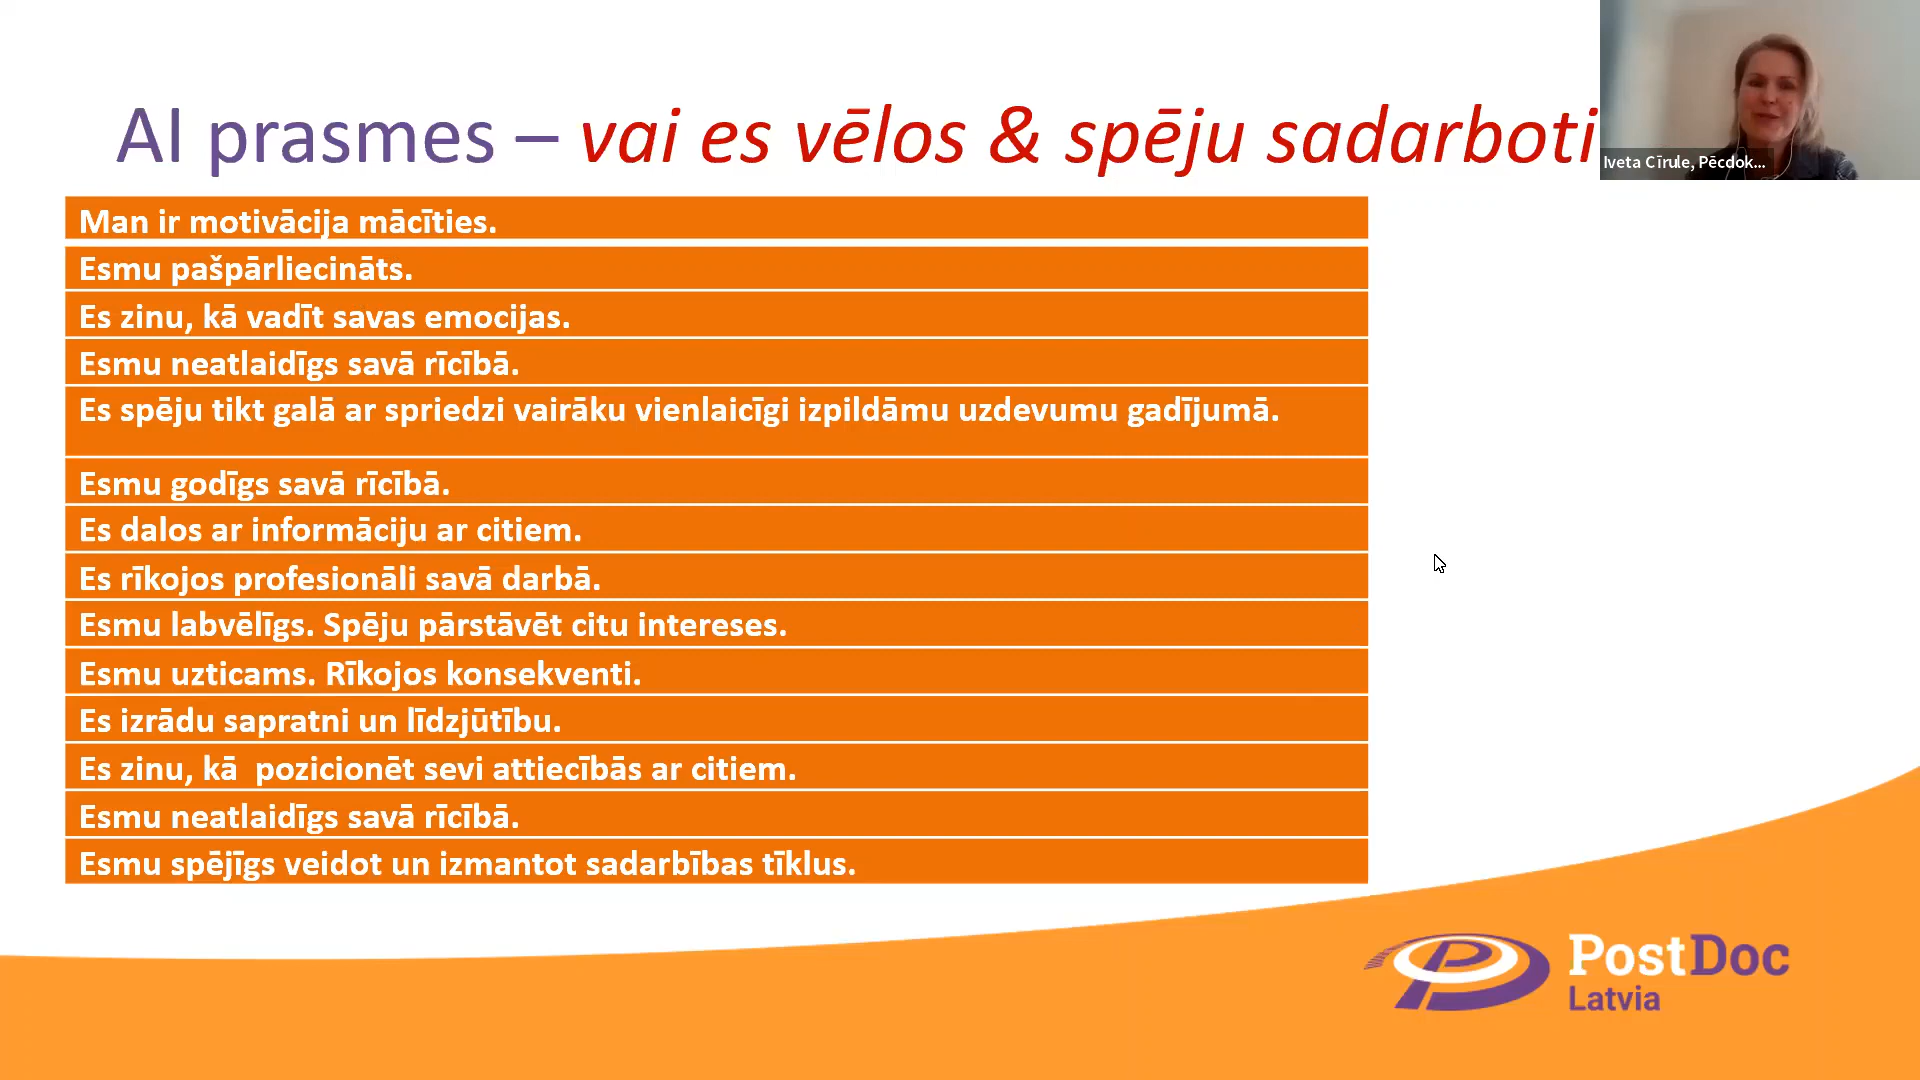 AI prasmes – vai es vēlos & spēju sadarboti
Iveta Cīrule, Pēcdok...
Man ir motivācija mācīties.
Esmu pašpārliecināts.
Es zinu, kā vadīt savas emocijas.
Esmu neatlaidīgs savā rīcībā.
Es spēju tikt galā ar spriedzi vairāku vienlaicīgi izpildāmu uzdevumu gadījumā.
Esmu godīgs savā rīcībā.
Es dalos ar informāciju ar citiem.
Es rīkojos profesionāli savā darbā.
Esmu labvēlīgs. Spēju pārstāvēt citu intereses.
Esmu uzticams. Rīkojos konsekventi.
Es izrādu sapratni un līdzjūtību.
Es zinu, kā  pozicionēt sevi attiecībās ar citiem.
Esmu neatlaidīgs savā rīcībā.
Esmu spējīgs veidot un izmantot sadarbības tīklus.
PostDoc
Latvia